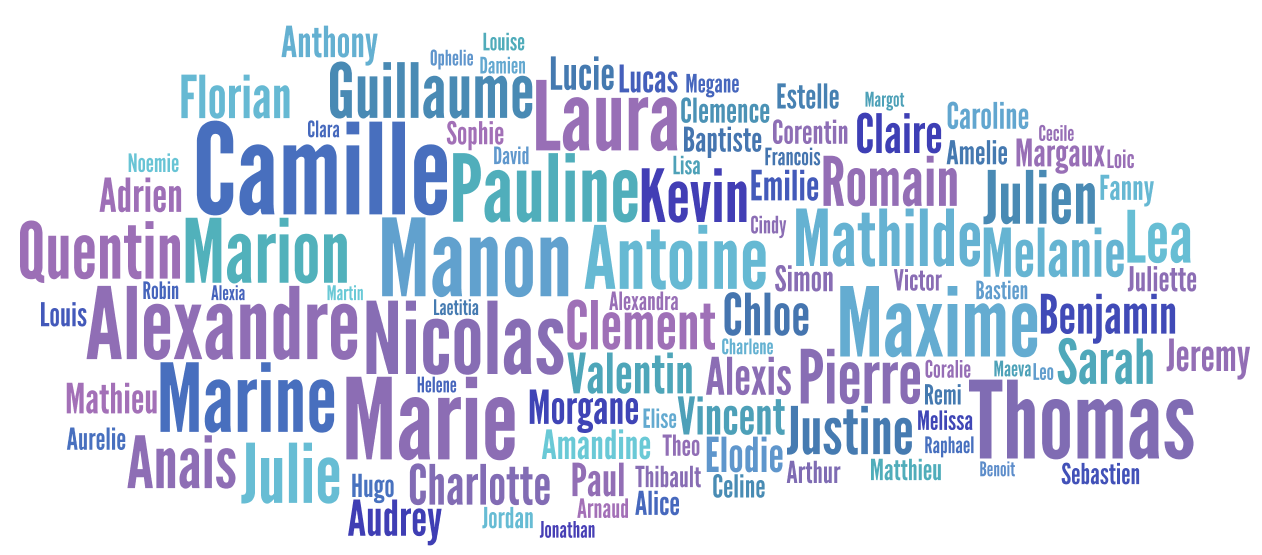 Anthony
Louise
Ophelie
Damien
Florian
Guillaume
Lucie
Lucas
Megane
Laura
Clemence
Estelle
Margot
Caroline
Clara
Sophie
Baptiste
Corentin
Claire
Cecile
Noemie
Camille
David
Pauline
Lisa
Francois
Amelie
Margaux
Loic
Adrien
Kevin
Emilie
Romain
Julien
Fanny
Quentin
Marion
Manon
Antoine
Cindy
Mathilde
Melanie
Lea
Simon
Victor
Juliette
Robin
Alexia
Martin
Bastien
Louis
Alexandre
Nicolas
Laetitia
Alexandra
Clement
Chloe
Maxime
Benjamin
Charlene
Sarah
Jeremy
Mathieu
Marine
Marie
Helene
Valentin
Alexis
Pierre
Coralie
Maeva
Leo
Remi
Morgane
Elise
Vincent
Justine
Melissa
Thomas
Aurelie
Anais
Julie
Amandine
Theo
Elodie
Raphael
Hugo
Charlotte
Paul
Thibault
Celine
Arthur
Matthieu
Benoit
Sebastien
Audrey
Jordan
Arnaud
Alice
Jonathan